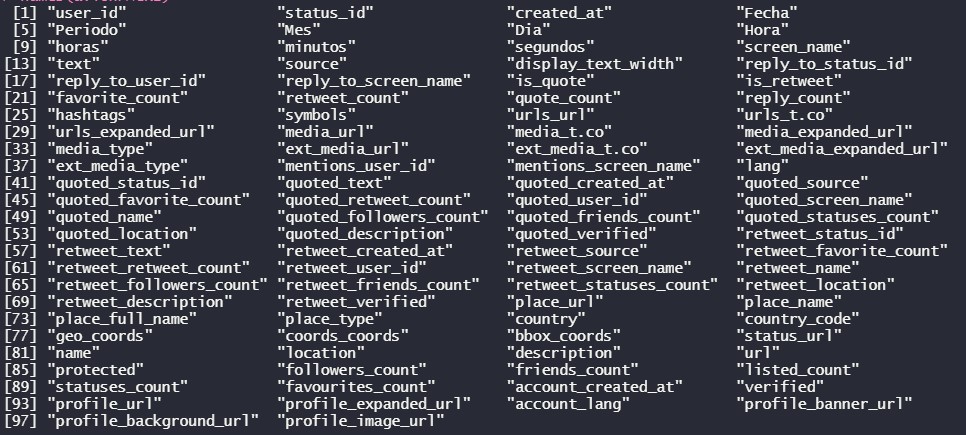 [1] "user_id" "status_id" "created_at" "Fecha"
[5] "Periodo" "Mes" "Dia" "Hora"
[9] "horas" "minutos" "segundos" "screen_name"
[13] "text" "source" "display_text_width" "reply_to_status_id"
[17] "reply_to_user_id" "reply_to_screen_name" "is_quote" "is_retweet"
[21] "favorite_count" "retweet_count" "quote_count" "reply_count"
[25] "hashtags" "symbols" "urls_url" "urls_t.co"
[29] "urls_expanded_url" "media_url" "media_t.co" "media_expanded_url"
[33] "media_type" "ext_media_url" "ext_media_t.co" "ext_media_expanded_url"
[37] "ext_media_type" "mentions_user_id" "mentions_screen_name" "lang"
[41] "quoted_status_id" "quoted_text" "quoted_created_at" "quoted_source"
[45] "quoted_favorite_count" "quoted_retweet_count" "quoted_user_id" "quoted_screen_name"
[49] "quoted_name" "quoted_followers_count" "quoted_friends_count" "quoted_statuses_count"
[53] "quoted_location" "quoted_description" "quoted_verified" "retweet_status_id"
[57] "retweet_text" "retweet_created_at" "retweet_source" "retweet_favorite_count"
[61] "retweet_retweet_count" "retweet_user_id" "retweet_screen_name" "retweet_name"
[65] "retweet_followers_count" "retweet_friends_count" "retweet_statuses_count" "retweet_location"
[69] "retweet_description" "retweet_verified" "place_url" "place_name"
[73] "place_full_name" "place_type" "country" "country_code"
[77] "geo_coords" "coords_coords" "bbox_coords" "status_url"
[81] "name" "location" "description" "url"
[85] "protected" "followers_count" "friends_count" "listed_count"
[89] "statuses_count" "favourites_count" "account_created_at" "verified"
[93] "profile_url" "profile_expanded_url" "account_lang" "profile_banner_url"
[97] "profile_background_url" "profile_image_url"